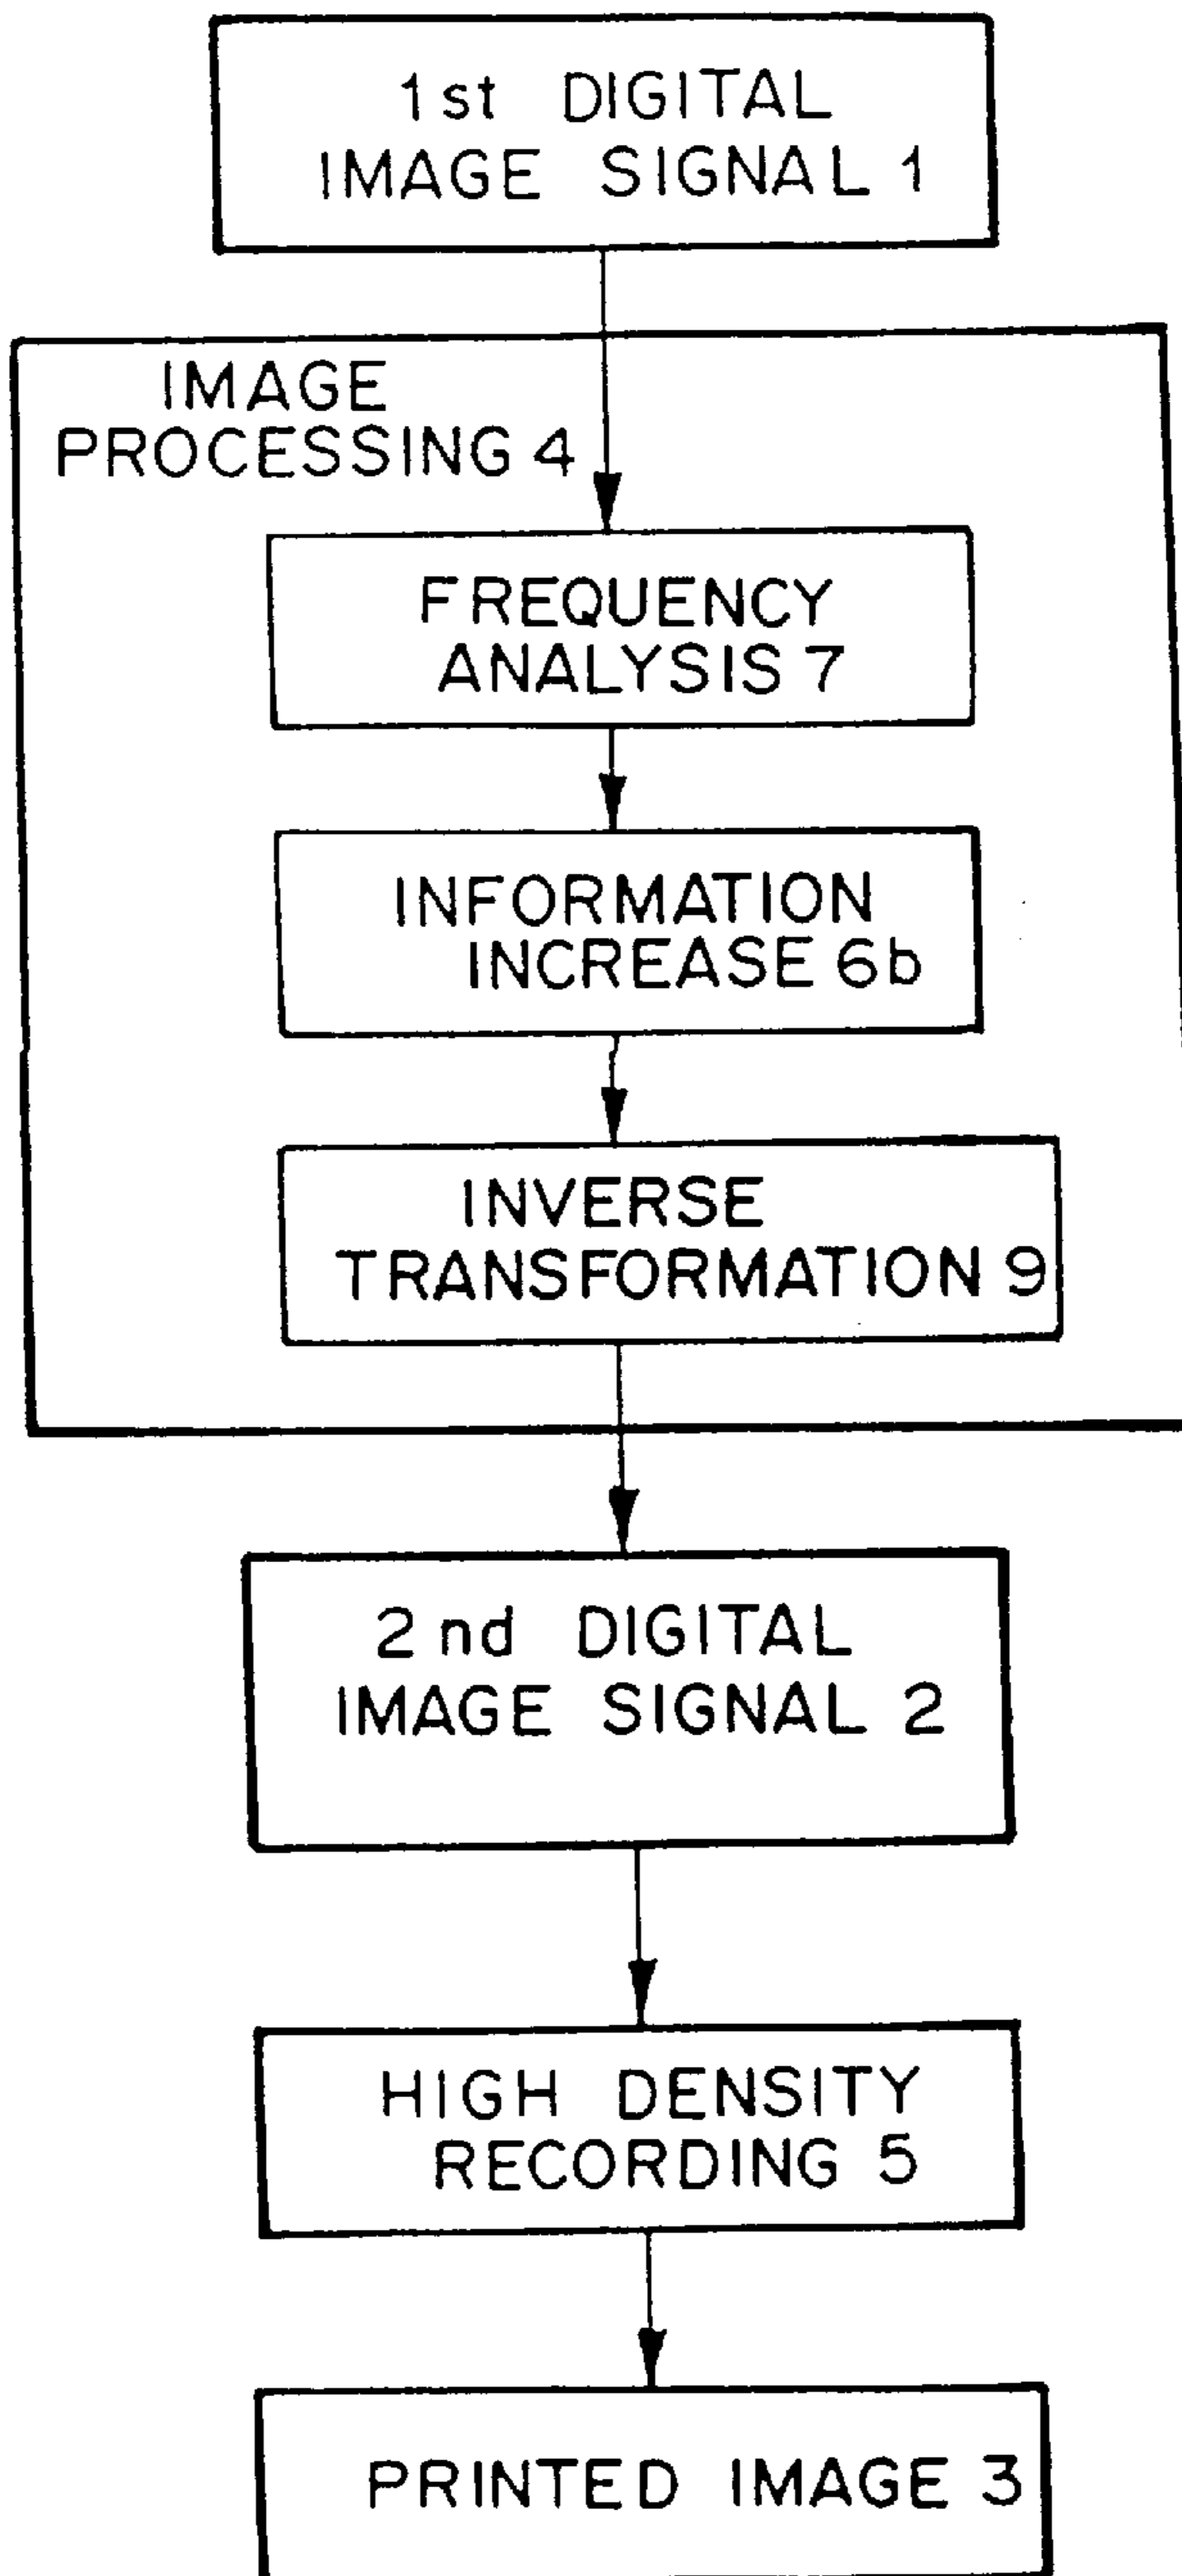 1st DIGITAL
IMAGE SIGNAL 1
IMAGE
PROCESSING 4
FREQUENCY
ANALYSIS 7
INFORMATION
INCREASE 6b
INVERSE
TRANSFORMATION 9
2nd DIGITAL
IMAGE SIGNAL 2
HIGH DENSITY
RECORDING 5
PRINTED IMAGE 3